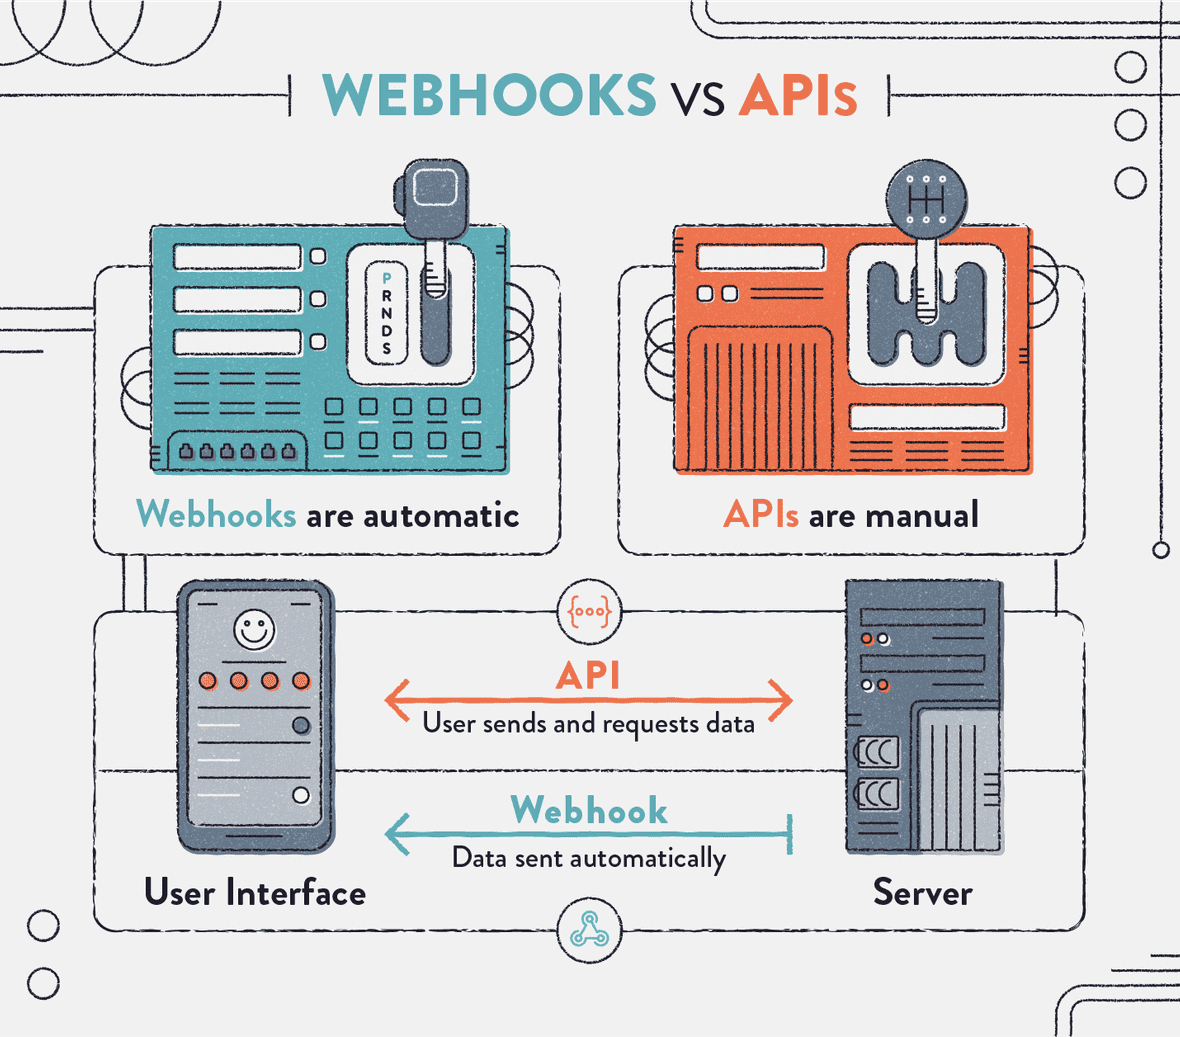 WEBHOOKS VS APIs
P
R
N
D
S
Webhooks are automatic
APIs are manual
API
User sends and requests data
Webhook
Data sent automatically
User Interface
Server